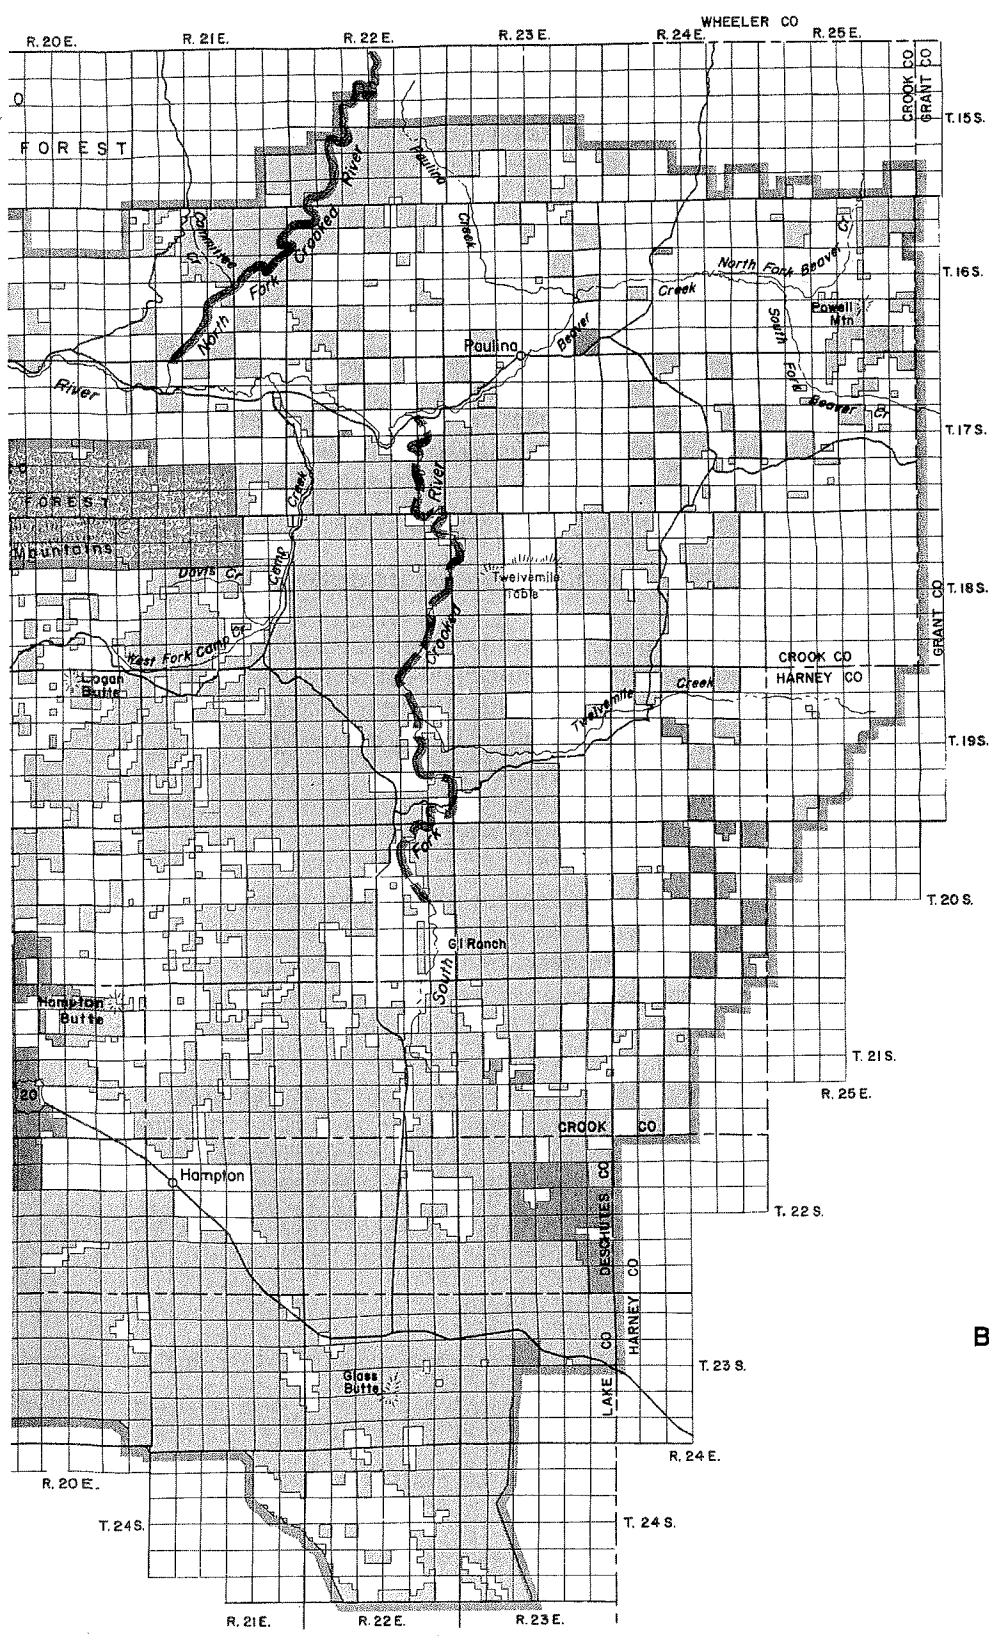 WHEELER CO
R. 20 E.
R. 21 E.
R. 22 E.
R. 23 E.
R. 24 E.
R. 25 E.
CROOK CO
GRANT CO
O
T. 15 S.
FOREST
River
Paulina
Creek
Committee
Cr
Crooked
Fork
North
North Fork Beaver Cr
Creek
T. 16 S.
Powell
Mtn
South
Fork
Beaver Cr
Paulina
Beaver
River
T. 17 S.
River
Creek
FOREST
Mountains
Camp
Davis Cr
Twelvemile
Table
T. 18 S.
Crooked
GRANT CO
West Fork Camp Cr
CROOK CO
HARNEY CO
Logan
Butte
Twelvemile
Creek
T. 19 S.
Fork
T. 20 S.
GI Ranch
South
Hampton
Butte
T. 21 S.
20
R. 25 E.
CROOK CO
Hampton
DESCHUTES CO
T. 22 S.
HARNEY CO
LAKE CO
B
T. 23 S.
Glass
Butte
R. 24 E.
R. 20 E.
T. 24 S.
T. 24 S.
R. 21 E.
R. 22 E.
R. 23 E.